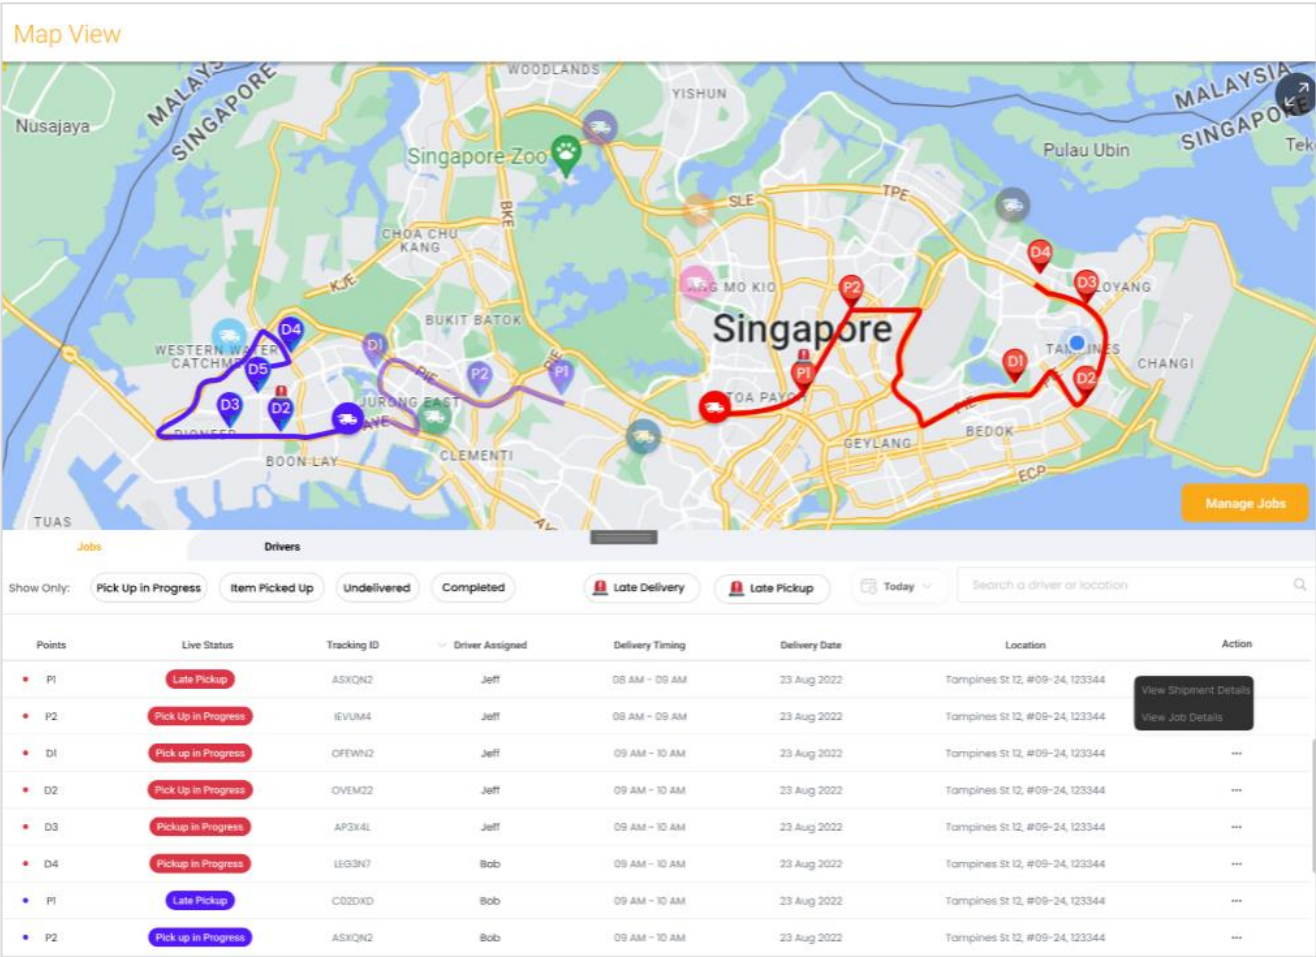 Map View
WOODLANDS
YISHUN
MALAYSIA
SINGAPORE
MALAYSIA
SINGAPORE
Nusajaya
Singapore Zoo
Pulau Ubin
BKE
SLE
TPE
CHOA CHU
KANG
KJE
D4
P2
D3
LOYANG
ANG MO KIO
BUKIT BATOK
Singapore
D4
D1
WESTERN WATER
CATCHME
D5
PIE
P2
PIE
P1
P1
D1
TAMPINES
CHANGI
D2
D3
D2
JURONG EAST
AYE
PIONEER
TOA PAYOH
PIE
BEDOK
GEYLANG
BOON LAY
CLEMENTI
ECP
TUAS
Manage Jobs
Jobs Drivers
Show Only: Pick Up in Progress Item Picked Up Undelivered Completed Late Delivery Late Pickup Today Search a driver or location
Points Live Status Tracking ID Driver Assigned Delivery Timing Delivery Date Location Action
P1 Late Pickup ASXQN2 Jeff 08 AM - 09 AM 23 Aug 2022 Tampines St 12, #09-24, 123344
View Shipment Details
View Job Details
P2 Pick Up in Progress IEVUM4 Jeff 08 AM - 09 AM 23 Aug 2022 Tampines St 12, #09-24, 123344
D1 Pick up in Progress OFEWN2 Jeff 09 AM - 10 AM 23 Aug 2022 Tampines St 12, #09-24, 123344 ...
D2 Pick Up in Progress OVEM22 Jeff 09 AM - 10 AM 23 Aug 2022 Tampines St 12, #09-24, 123344 ...
D3 Pickup in Progress AP3X4L Jeff 09 AM - 10 AM 23 Aug 2022 Tampines St 12, #09-24, 123344 ...
D4 Pickup in Progress LEG3N7 Bob 09 AM - 10 AM 23 Aug 2022 Tampines St 12, #09-24, 123344 ...
P1 Late Pickup C02DXD Bob 09 AM - 10 AM 23 Aug 2022 Tampines St 12, #09-24, 123344 ...
P2 Pick up in Progress ASXQN2 Bob 09 AM - 10 AM 23 Aug 2022 Tampines St 12, #09-24, 123344 ...